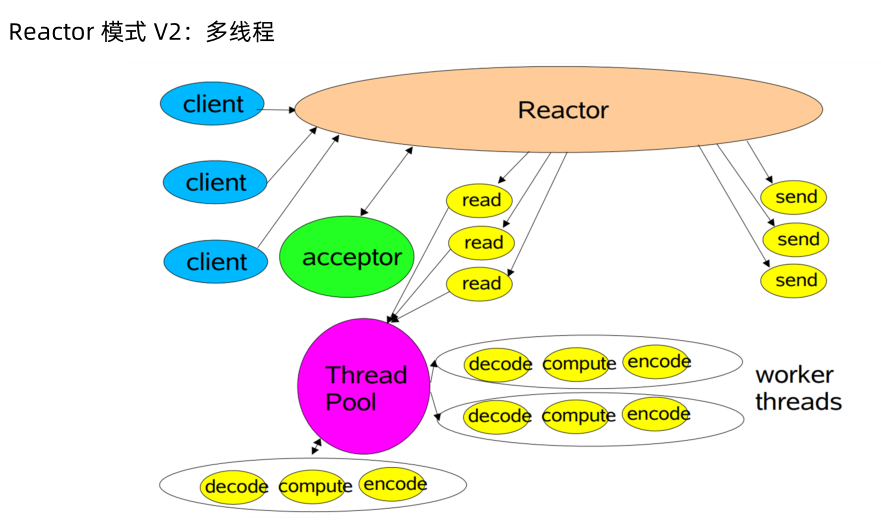 Reactor 模式 V2：多线程
client
Reactor
client
read
send
client
acceptor
read
send
read
send
Thread
Pool
decode compute encode
decode compute encode
worker
threads
decode compute encode